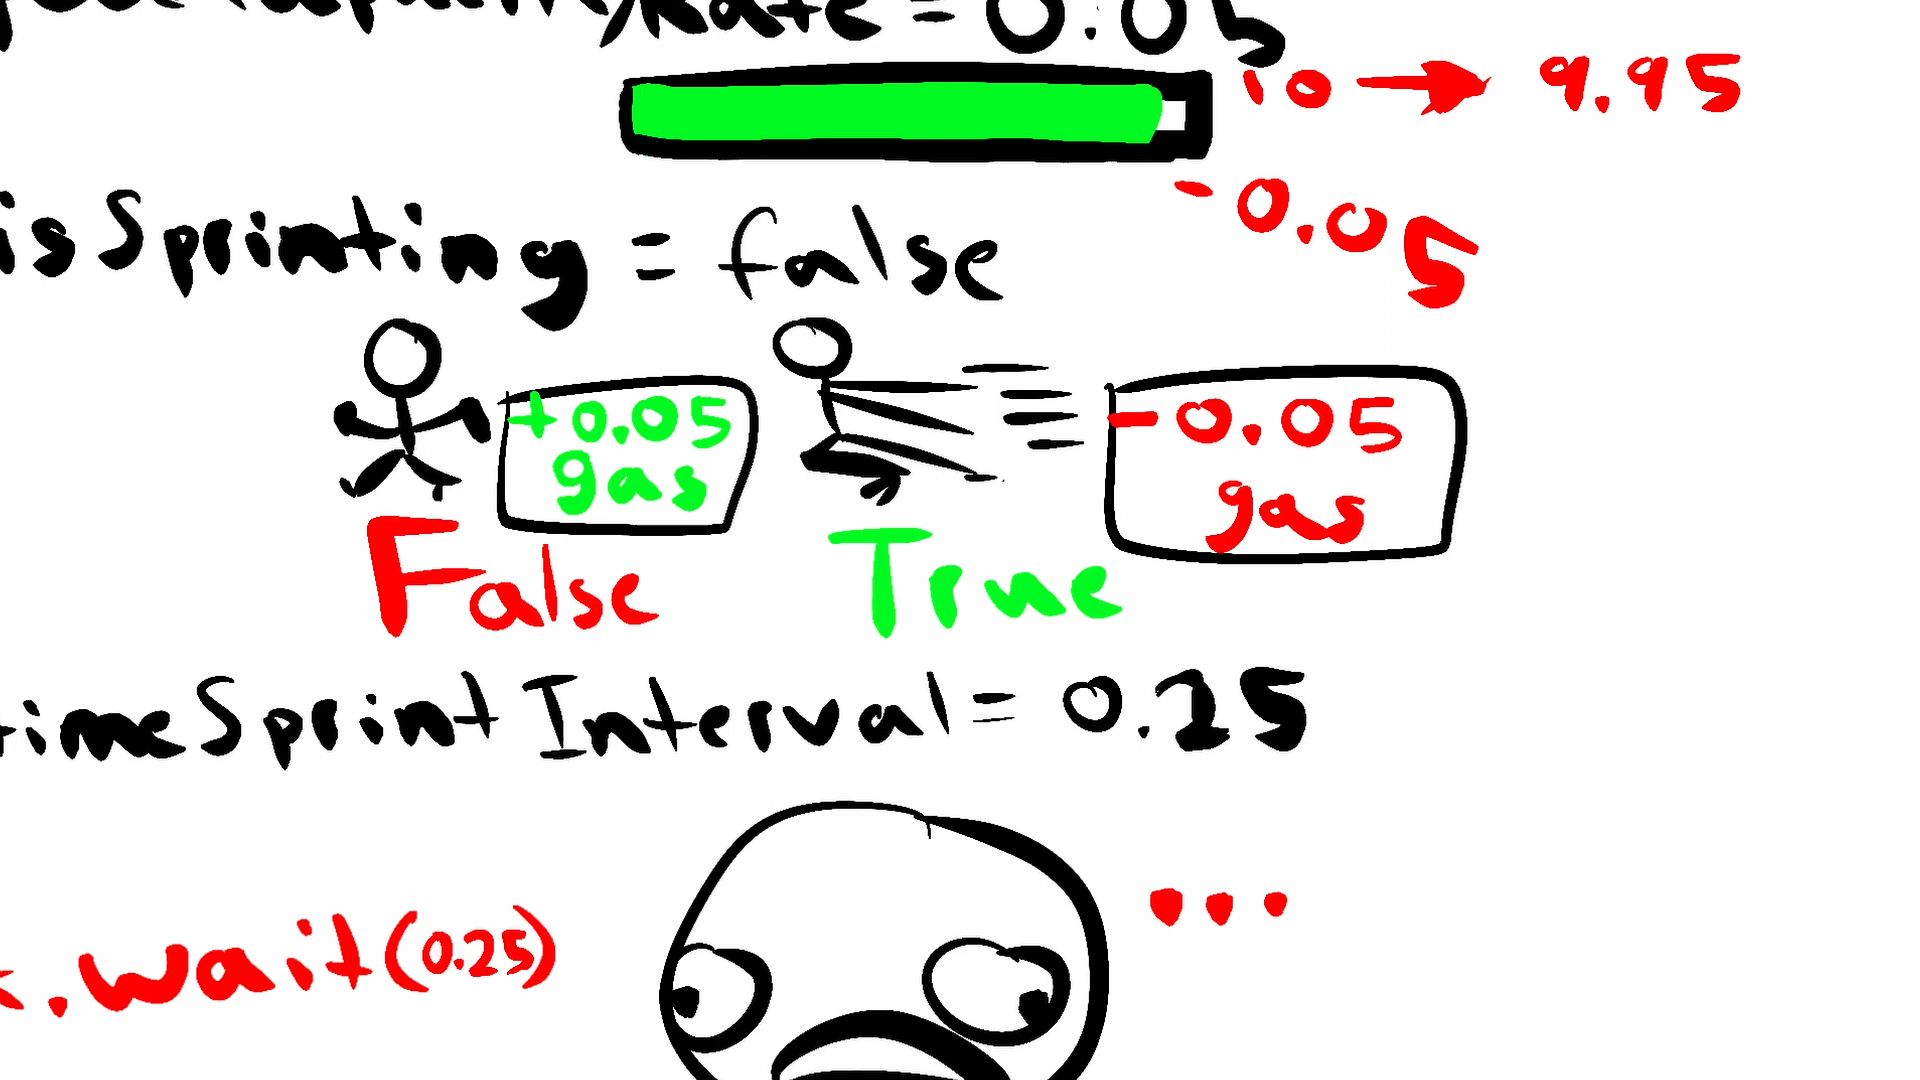 Rate = 0.05
10 → 9.95
-0.05
isSprinting = false
+0.05
gas
-0.05
gas
False
True
timeSprintInterval = 0.25
.wait(0.25)
...